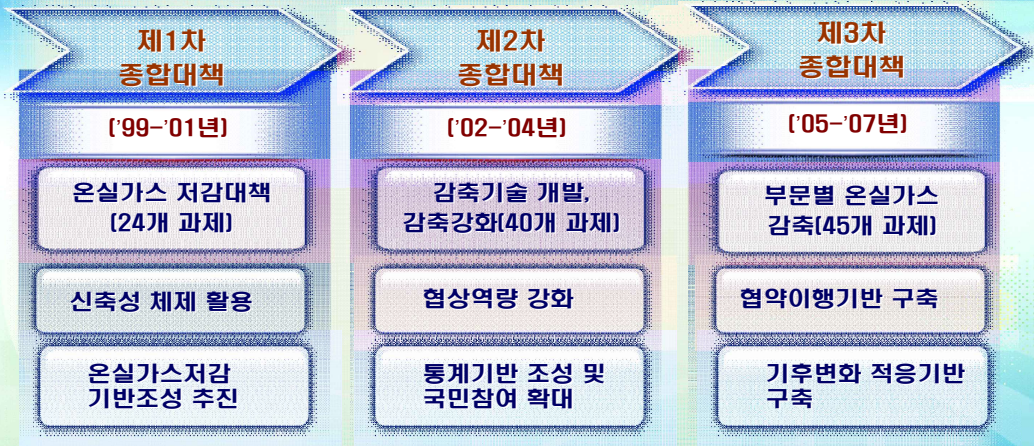 제1차
종합대책
('99-'01년)
온실가스 저감대책
(24개 과제)
신축성 체제 활용
온실가스저감
기반조성 추진
제2차
종합대책
('02-'04년)
감축기술 개발,
감축강화(40개 과제)
협상역량 강화
통계기반 조성 및
국민참여 확대
제3차
종합대책
('05-'07년)
부문별 온실가스
감축(45개 과제)
협약이행기반 구축
기후변화 적응기반
구축